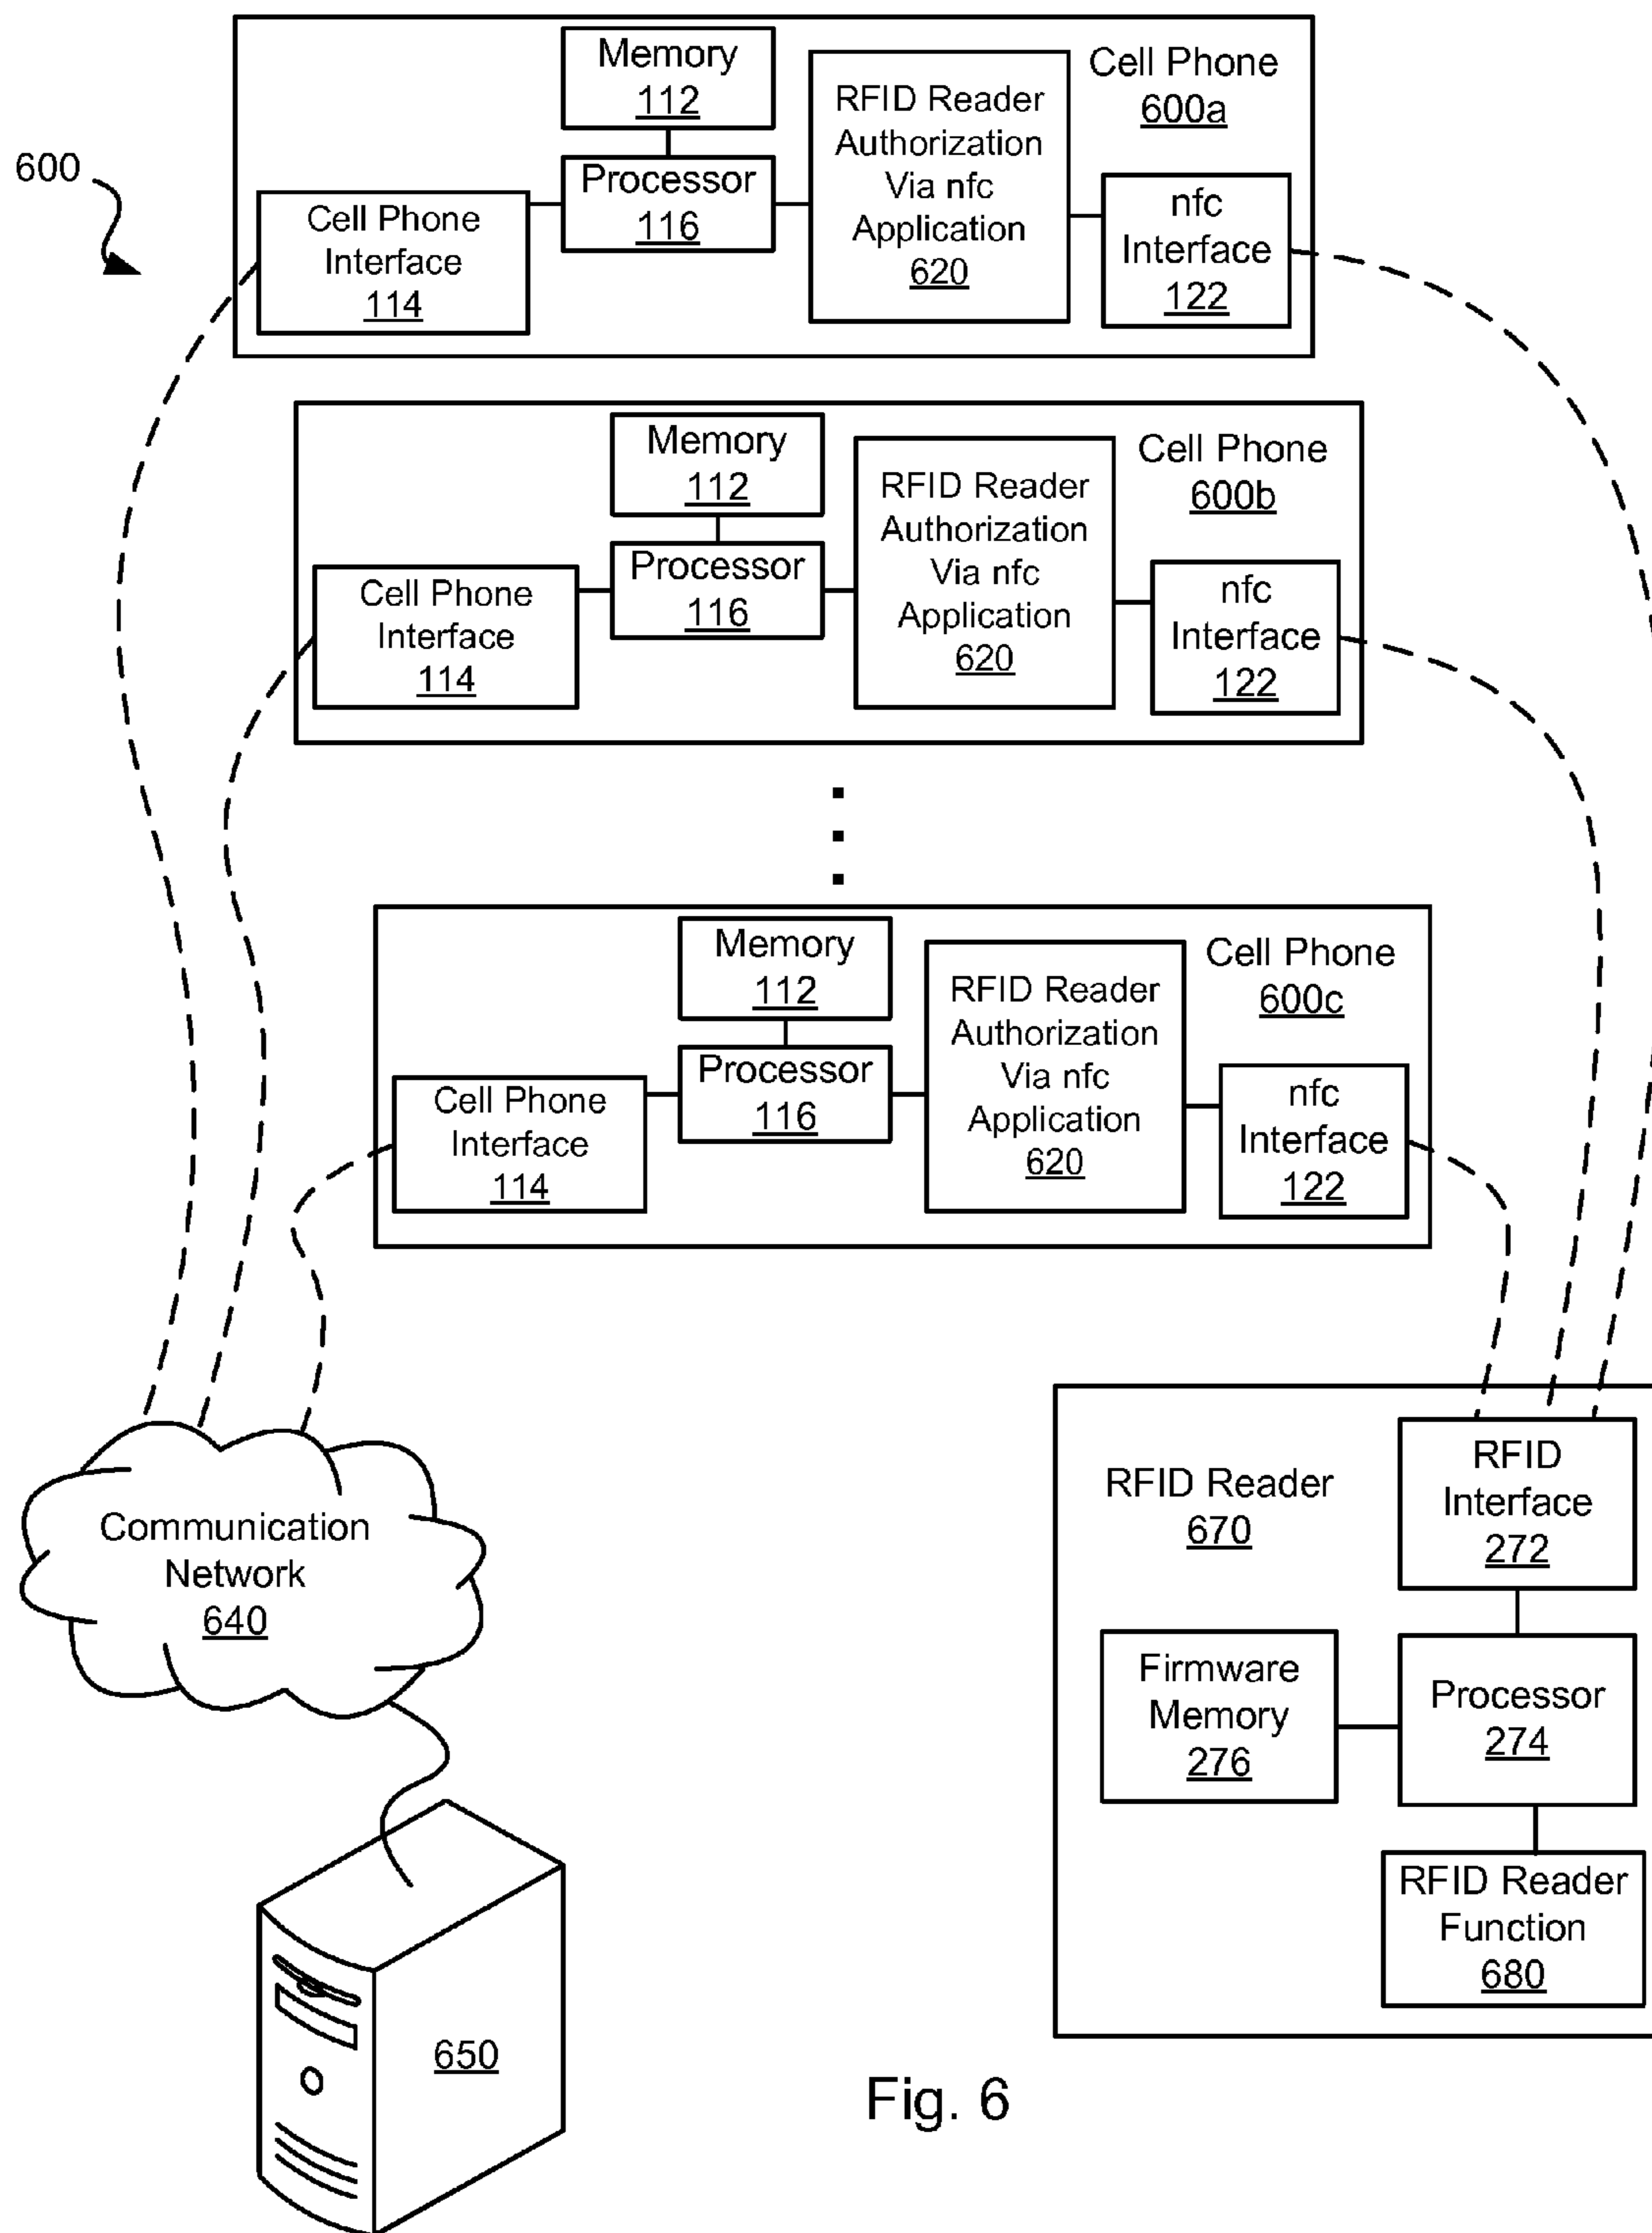 600
Memory
112
Processor
116
Cell Phone
Interface
114
RFID Reader
Authorization
Via nfc
Application
620
Cell Phone
600a
nfc
Interface
122
Memory
112
Processor
116
Cell Phone
Interface
114
RFID Reader
Authorization
Via nfc
Application
620
Cell Phone
600b
nfc
Interface
122
Memory
112
Processor
116
Cell Phone
Interface
114
RFID Reader
Authorization
Via nfc
Application
620
Cell Phone
600c
nfc
Interface
122
Communication
Network
640
650
RFID Reader
670
RFID
Interface
272
Firmware
Memory
276
Processor
274
RFID Reader
Function
680
Fig. 6